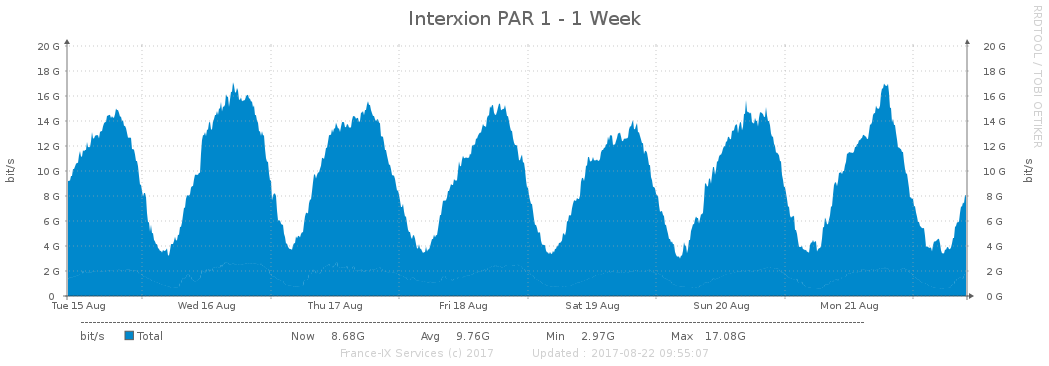 Interxion PAR 1 - 1 Week
RRDTOOL / TOBI OETIKER
20 G 20 G
18 G 18 G
16 G 16 G
14 G 14 G
12 G 12 G
10 G 10 G
8 G 8 G
6 G 6 G
4 G 4 G
2 G 2 G
0 0 G
bit/s
bit/s
Tue 15 Aug Wed 16 Aug Thu 17 Aug Fri 18 Aug Sat 19 Aug Sun 20 Aug Mon 21 Aug
bit/s Total Now 8.68G Avg 9.76G Min 2.97G Max 17.08G
France-IX Services (c) 2017 Updated : 2017-08-22 09:55:07